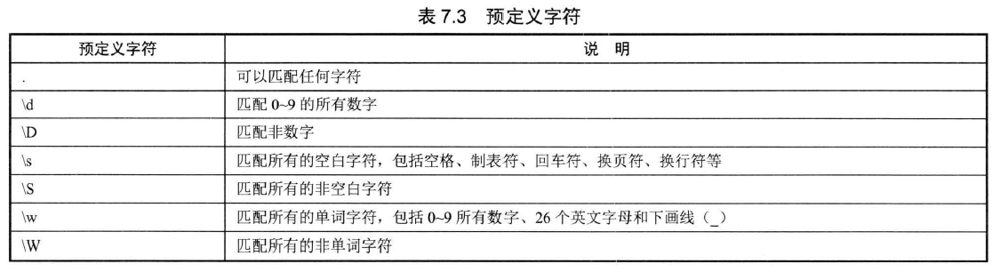 表 7.3 预定义字符
预定义字符 说 明
. 可以匹配任何字符
\d 匹配 0~9 的所有数字
\D 匹配非数字
\s 匹配所有的空白字符，包括空格、制表符、回车符、换页符、换行符等
\S 匹配所有的非空白字符
\w 匹配所有的单词字符，包括 0~9 所有数字、26 个英文字母和下画线（_）
\W 匹配所有的非单词字符